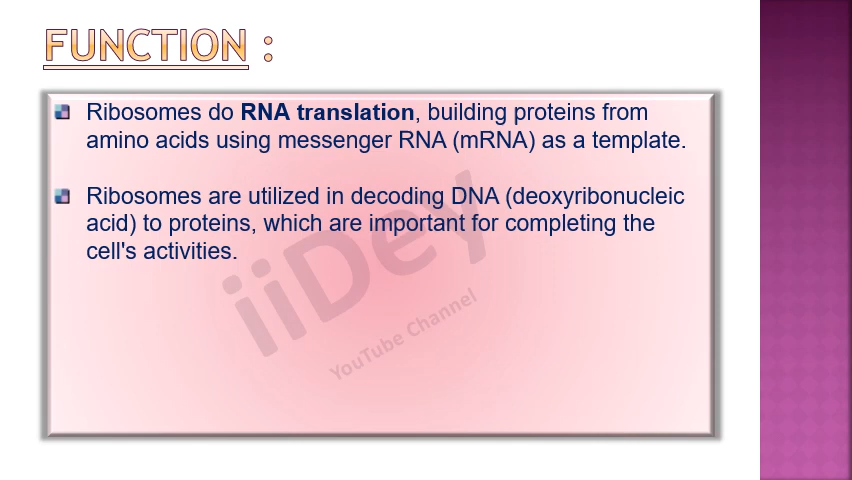 FUNCTION :
Ribosomes do RNA translation, building proteins from
amino acids using messenger RNA (mRNA) as a template.
Ribosomes are utilized in decoding DNA (deoxyribonucleic
acid) to proteins, which are important for completing the
cell's activities.
iiDey
YouTube Channel